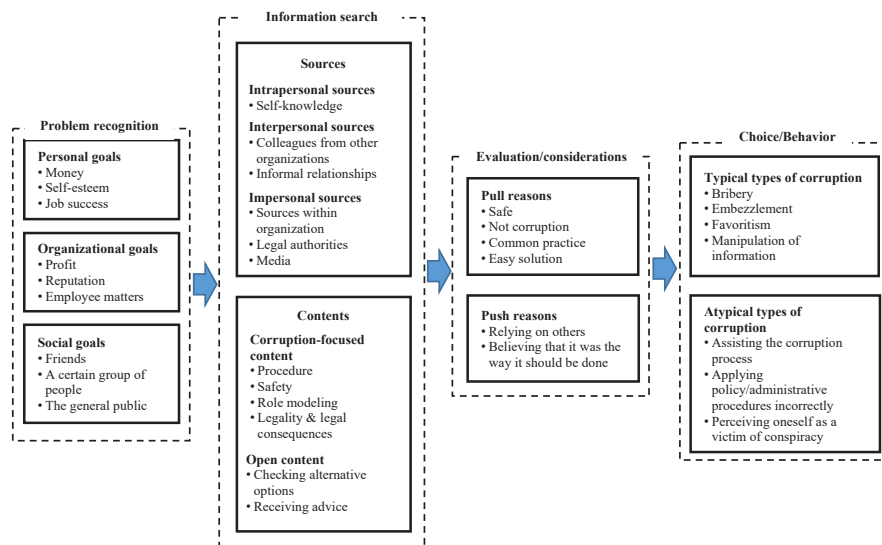 Problem recognition
Personal goals
• Money
• Self-esteem
• Job success
Organizational goals
• Profit
• Reputation
• Employee matters
Social goals
• Friends
• A certain group of
people
• The general public
Information search
Sources
Intrapersonal sources
• Self-knowledge
Interpersonal sources
• Colleagues from other
organizations
• Informal relationships
Impersonal sources
• Sources within
organization
• Legal authorities
• Media
Contents
Corruption-focused
content
• Procedure
• Safety
• Role modeling
• Legality & legal
consequences
Open content
• Checking alternative
options
• Receiving advice
Evaluation/considerations
Pull reasons
• Safe
• Not corruption
• Common practice
• Easy solution
Push reasons
• Relying on others
• Believing that it was the
way it should be done
Choice/Behavior
Typical types of corruption
• Bribery
• Embezzlement
• Favoritism
• Manipulation of
information
Atypical types of
corruption
• Assisting the corruption
process
• Applying
policy/administrative
procedures incorrectly
• Perceiving oneself as a
victim of conspiracy